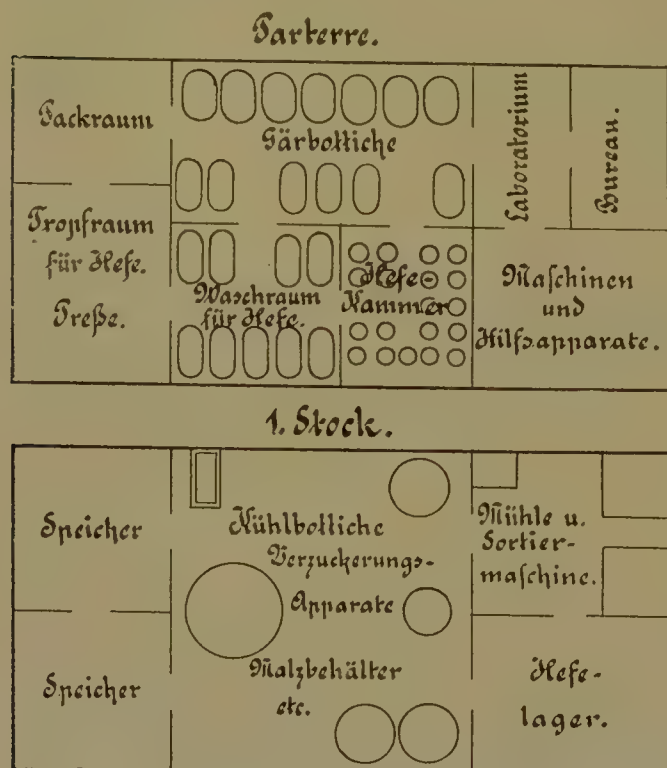 Parterre.
Packraum
Gärbottiche
Laboratorium
Bureau.
Tropfraum
für Hefe.
Preße.
Waschraum
für Hefe.
Hefe-
Kammer
Maschinen
und
Hilfsapparate.
1. Stock.
Speicher
Kühlbottiche
Verzuckerungs-
Apparate
Mühle u.
Sortier-
maschine.
Speicher
Malzbehälter
etc.
Hefe-
lager.